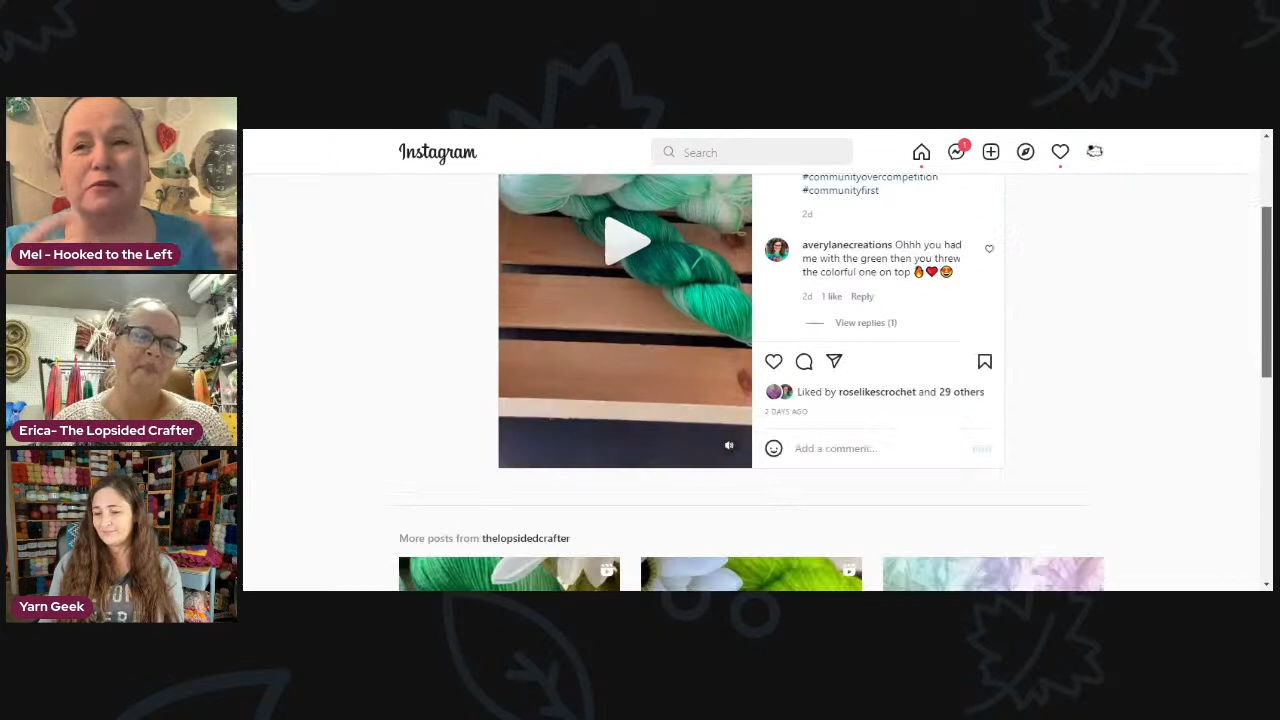 Mel - Hooked to the Left
Erica- The Lopsided Crafter
Yarn Geek
Instagram
Search
1
#communityovercompetition
#communityfirst
2d
averylanecreations Ohhh you had
me with the green then you threw
the colorful one on top 🔥❤️😍
2d 1 like Reply
View replies (1)
Liked by roselikescrochet and 29 others
2 DAYS AGO
Add a comment...
More posts from thelopsidedcrafter